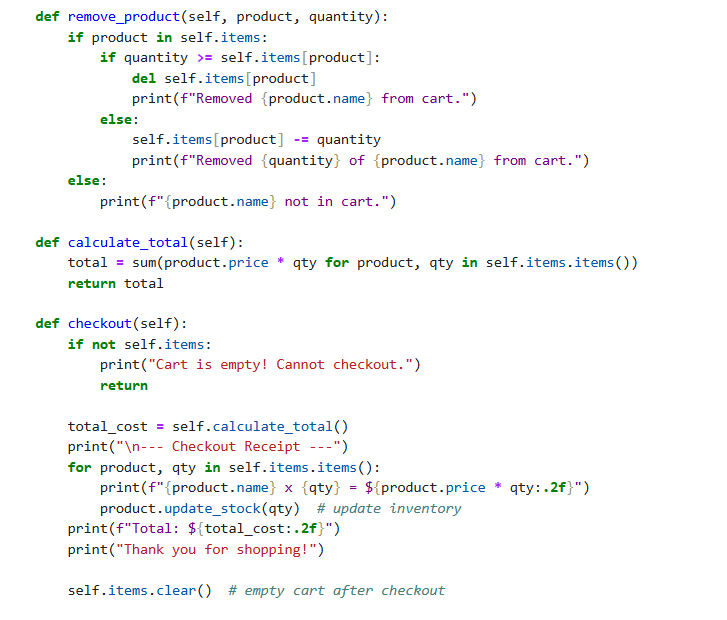 def remove_product(self, product, quantity):
    if product in self.items:
        if quantity >= self.items[product]:
            del self.items[product]
            print(f"Removed {product.name} from cart.")
        else:
            self.items[product] -= quantity
            print(f"Removed {quantity} of {product.name} from cart.")
    else:
        print(f"{product.name} not in cart.")

def calculate_total(self):
    total = sum(product.price * qty for product, qty in self.items.items())
    return total

def checkout(self):
    if not self.items:
        print("Cart is empty! Cannot checkout.")
        return

    total_cost = self.calculate_total()
    print("\n--- Checkout Receipt ---")
    for product, qty in self.items.items():
        print(f"{product.name} x {qty} = ${product.price * qty:.2f}")
        product.update_stock(qty)  # update inventory
    print(f"Total: ${total_cost:.2f}")
    print("Thank you for shopping!")

    self.items.clear()  # empty cart after checkout